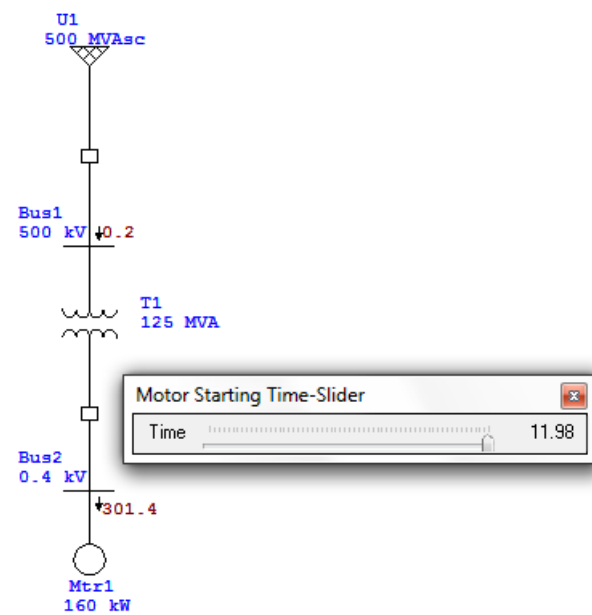 U1
500 MVAsc
Bus1
500 kV 0.2
T1
125 MVA
Motor Starting Time-Slider
Time 11.98
Bus2
0.4 kV
301.4
Mtr1
160 kW